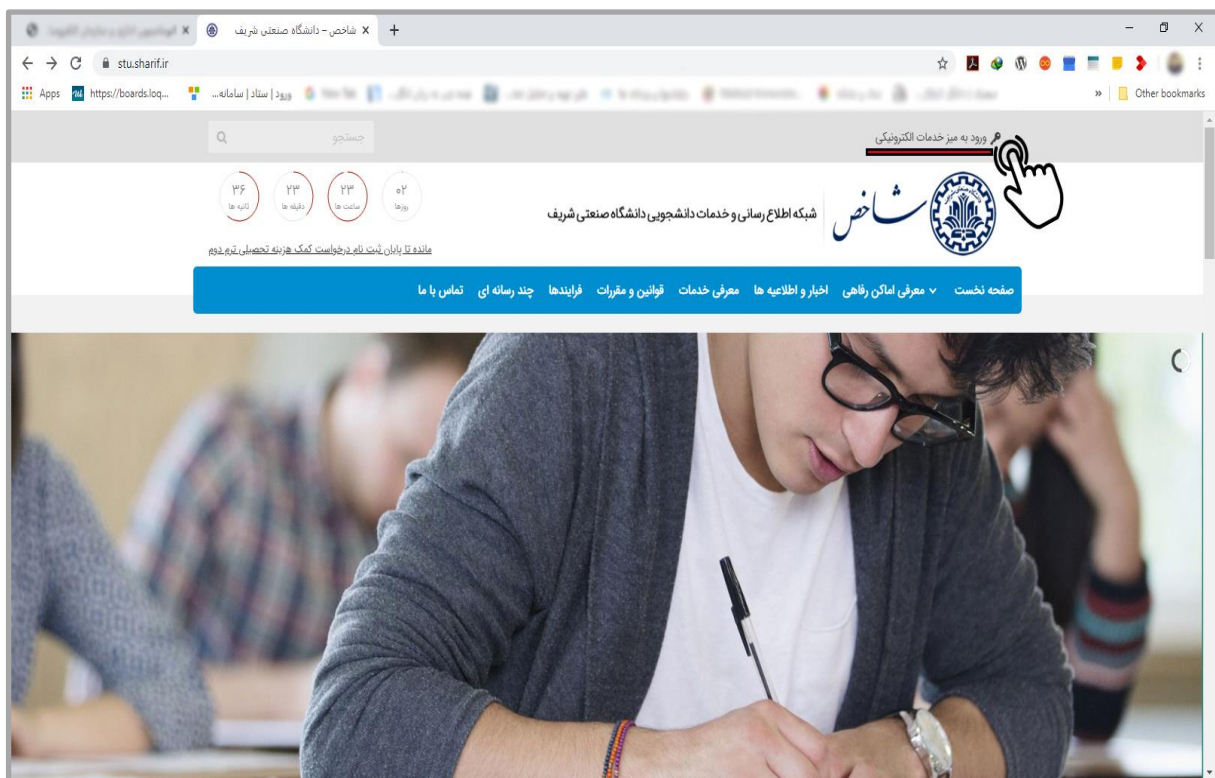 شاخص – دانشگاه صنعتی شریف
stu.sharif.ir
Apps
https://boards.loq...
ورود | ستاد | سامانه...
Other bookmarks
ورود به میز خدمات الکترونیکی
جستجو
شاخص
شبکه اطلاع رسانی و خدمات دانشجویی دانشگاه صنعتی شریف
۰۲ روزها
۲۳ ساعت ها
۲۳ دقیقه ها
۳۶ ثانیه ها
مانده تا پایان ثبت نام درخواست کمک هزینه تحصیلی ترم دوم
صفحه نخست معرفی اماکن رفاهی اخبار و اطلاعیه ها معرفی خدمات قوانین و مقررات فرایندها چند رسانه ای تماس با ما